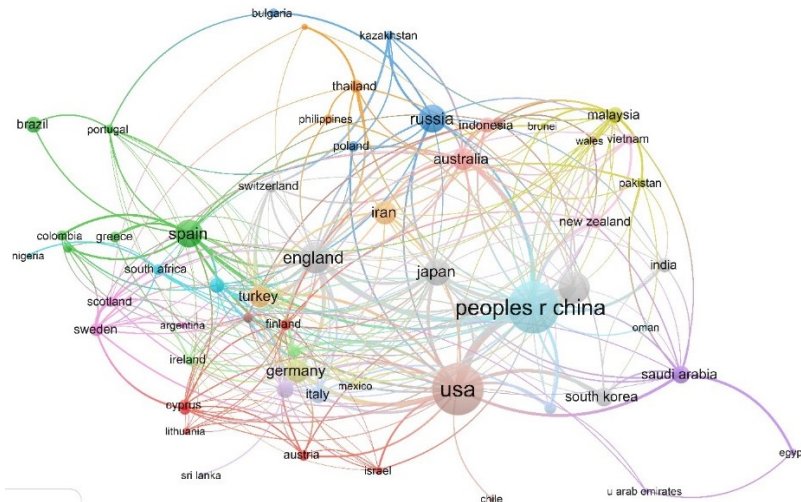 bulgaria
kazakhstan
thailand
brazil
portugal
philippines
russia
indonesia
brunei
malaysia
poland
wales
vietnam
australia
switzerland
pakistan
iran
new zealand
colombia
greece
spain
nigeria
south africa
england
japan
india
turkey
scotland
sweden
argentina
finland
peoples r china
oman
ireland
germany
italy
mexico
usa
south korea
saudi arabia
cyprus
lithuania
austria
israel
sri lanka
chile
u arab emirates
egyp